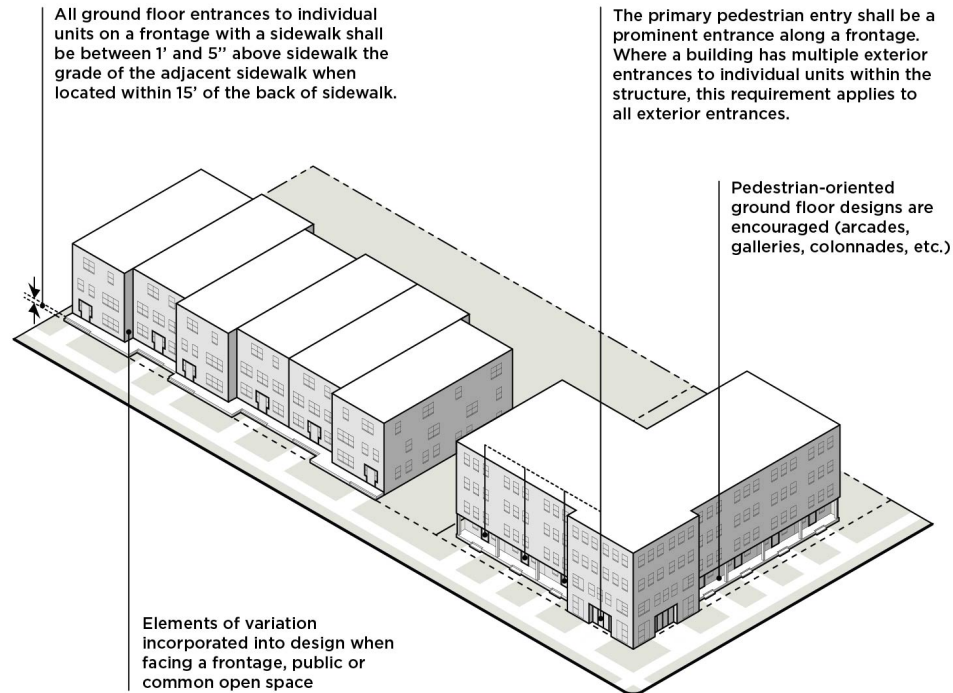 All ground floor entrances to individual
units on a frontage with a sidewalk shall
be between 1’ and 5” above sidewalk the
grade of the adjacent sidewalk when
located within 15’ of the back of sidewalk.
The primary pedestrian entry shall be a
prominent entrance along a frontage.
Where a building has multiple exterior
entrances to individual units within the
structure, this requirement applies to
all exterior entrances.
Pedestrian-oriented
ground floor designs are
encouraged (arcades,
galleries, colonnades, etc.)
Elements of variation
incorporated into design when
facing a frontage, public or
common open space